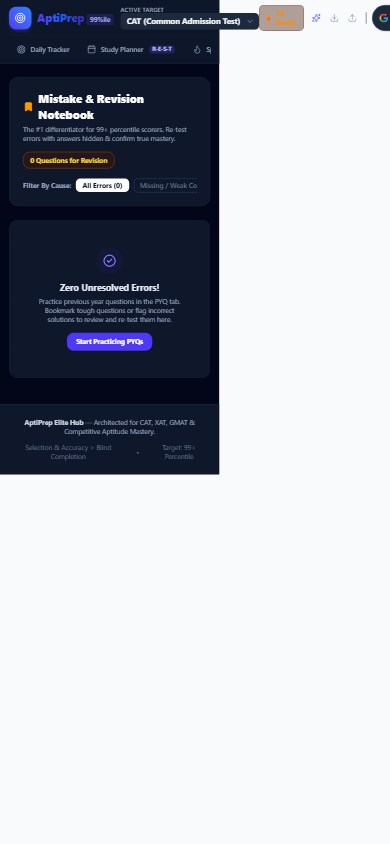 AptiPrep 99%ile
ACTIVE TARGET
CAT (Common Admission Test)
Daily Tracker
Study Planner R-E-S-T
Mistake & Revision
Notebook
The #1 differentiator for 99+ percentile scorers. Re-test
errors with answers hidden & confirm true mastery.
0 Questions for Revision
Filter By Cause: All Errors (0) Missing / Weak Co
Zero Unresolved Errors!
Practice previous year questions in the PYQ tab.
Bookmark tough questions or flag incorrect
solutions to review and re-test them here.
Start Practicing PYQs
AptiPrep Elite Hub — Architected for CAT, XAT, GMAT &
Competitive Aptitude Mastery.
Selection & Accuracy > Blind
Completion
•
Target: 99+
Percentile